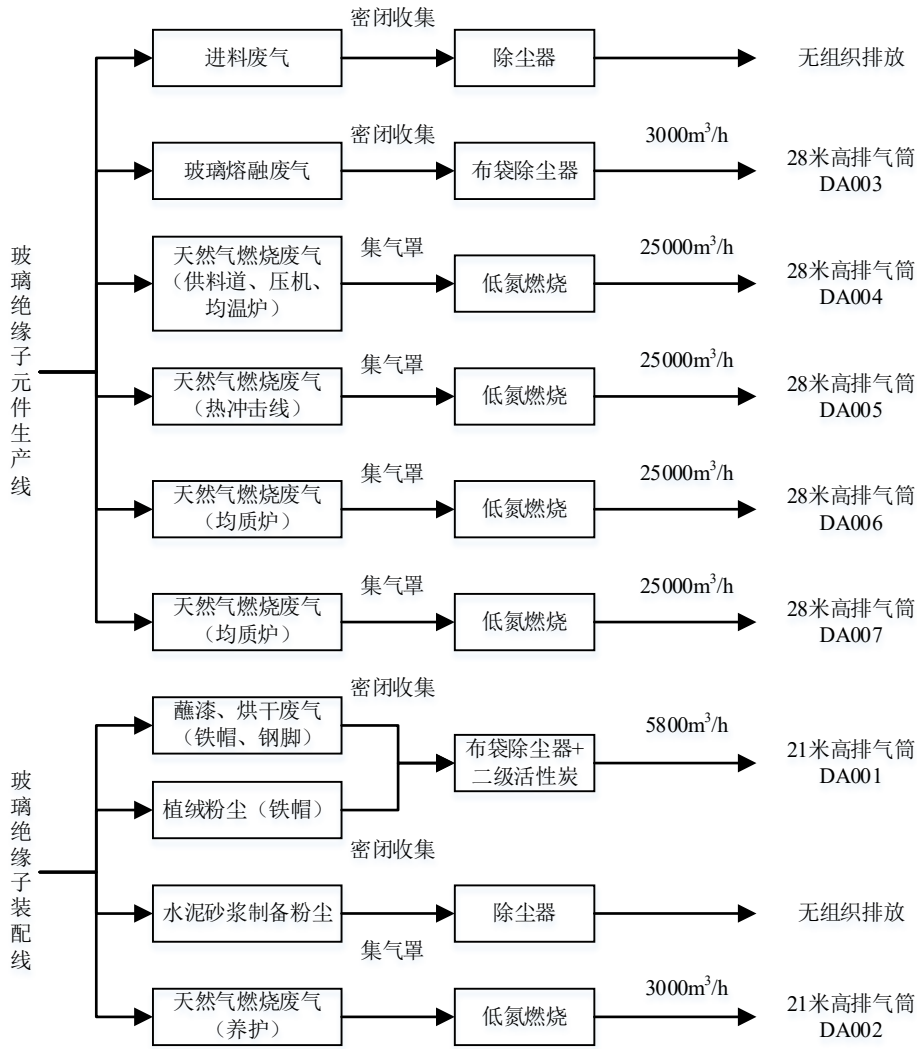 玻璃绝缘子元件生产线
密闭收集
进料废气
除尘器
无组织排放
密闭收集
3000m³/h
玻璃熔融废气
布袋除尘器
28米高排气筒
DA003
集气罩
25000m³/h
天然气燃烧废气
（供料道、压机、
均温炉）
低氮燃烧
28米高排气筒
DA004
集气罩
25000m³/h
天然气燃烧废气
（热冲击线）
低氮燃烧
28米高排气筒
DA005
集气罩
25000m³/h
天然气燃烧废气
（均质炉）
低氮燃烧
28米高排气筒
DA006
集气罩
25000m³/h
天然气燃烧废气
（均质炉）
低氮燃烧
28米高排气筒
DA007
玻璃绝缘子装配线
密闭收集
蘸漆、烘干废气
（铁帽、钢脚）
植绒粉尘（铁帽）
布袋除尘器+
二级活性炭
5800m³/h
21米高排气筒
DA001
密闭收集
水泥砂浆制备粉尘
除尘器
无组织排放
集气罩
3000m³/h
天然气燃烧废气
（养护）
低氮燃烧
21米高排气筒
DA002